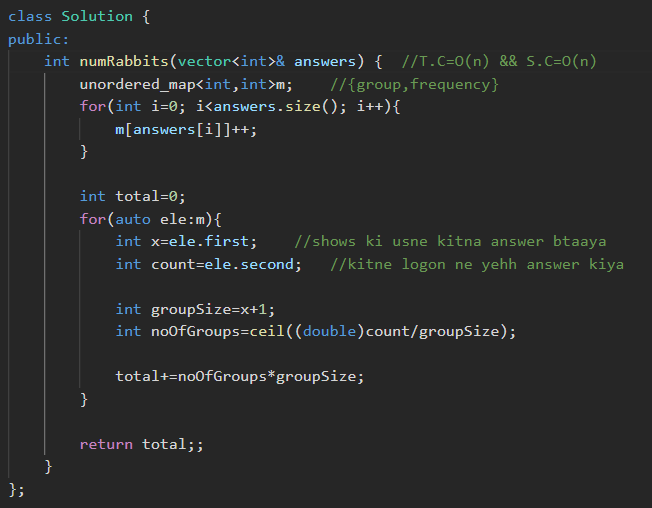 class Solution {
public:
    int numRabbits(vector<int>& answers) {  //T.C=O(n) && S.C=O(n)
        unordered_map<int,int>m;    //{group,frequency}
        for(int i=0; i<answers.size(); i++){
            m[answers[i]]++;
        }

        int total=0;
        for(auto ele:m){
            int x=ele.first;    //shows ki usne kitna answer btaaya
            int count=ele.second;   //kitne logon ne yehh answer kiya

            int groupSize=x+1;
            int noOfGroups=ceil((double)count/groupSize);

            total+=noOfGroups*groupSize;
        }

        return total;;
    }
};